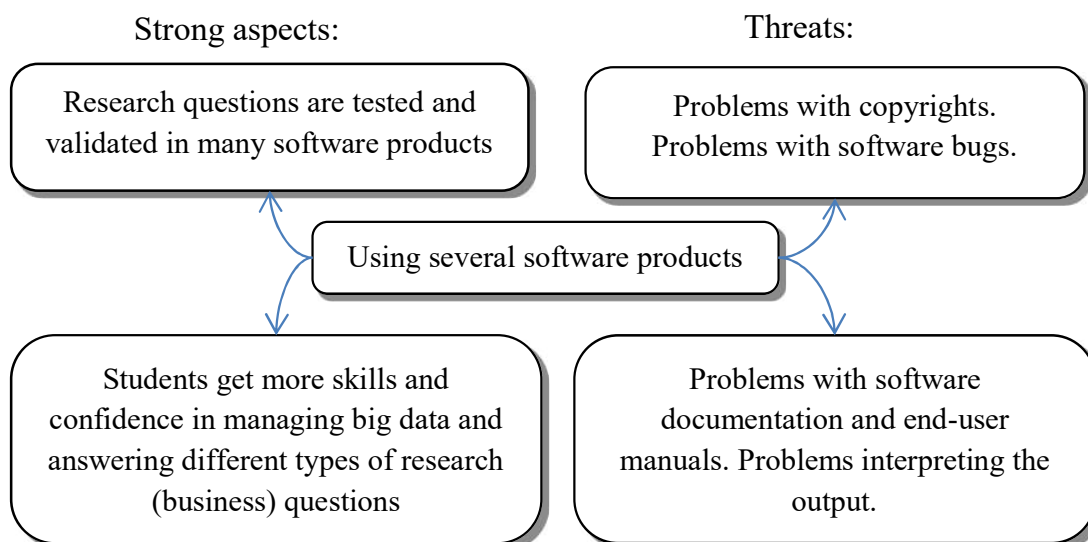 Strong aspects:
Threats:
Research questions are tested and
validated in many software products
Problems with copyrights.
Problems with software bugs.
Using several software products
Students get more skills and
confidence in managing big data and
answering different types of research
(business) questions
Problems with software
documentation and end-user
manuals. Problems interpreting the
output.